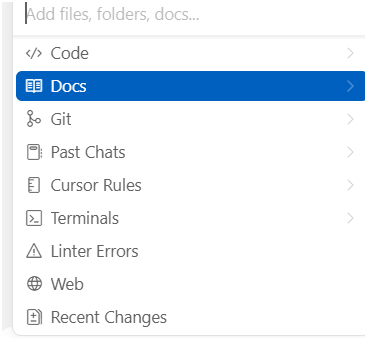 Add files, folders, docs...
Code
Docs
Git
Past Chats
Cursor Rules
Terminals
Linter Errors
Web
Recent Changes